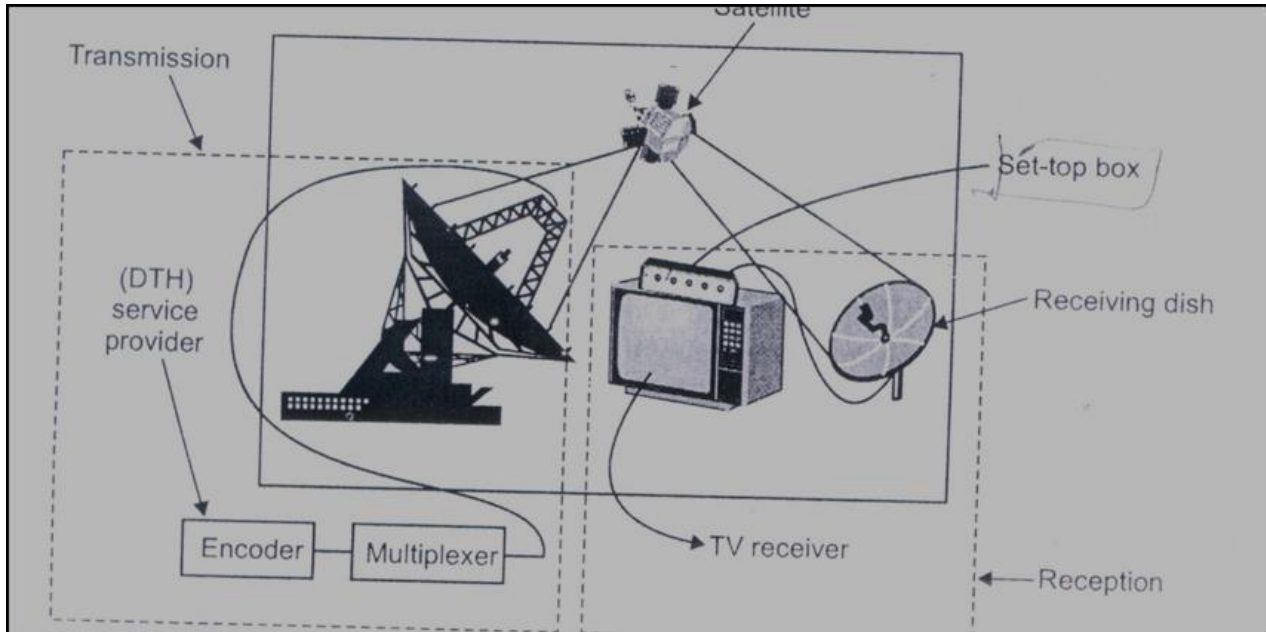 Satellite
Transmission
Set-top box
(DTH)
service
provider
Receiving dish
Encoder
Multiplexer
TV receiver
Reception